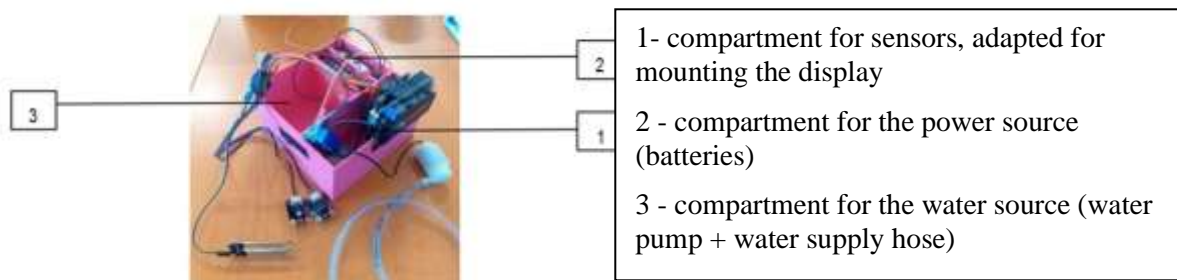 2
3
1
1- compartment for sensors, adapted for
mounting the display
2 - compartment for the power source
(batteries)
3 - compartment for the water source (water
pump + water supply hose)